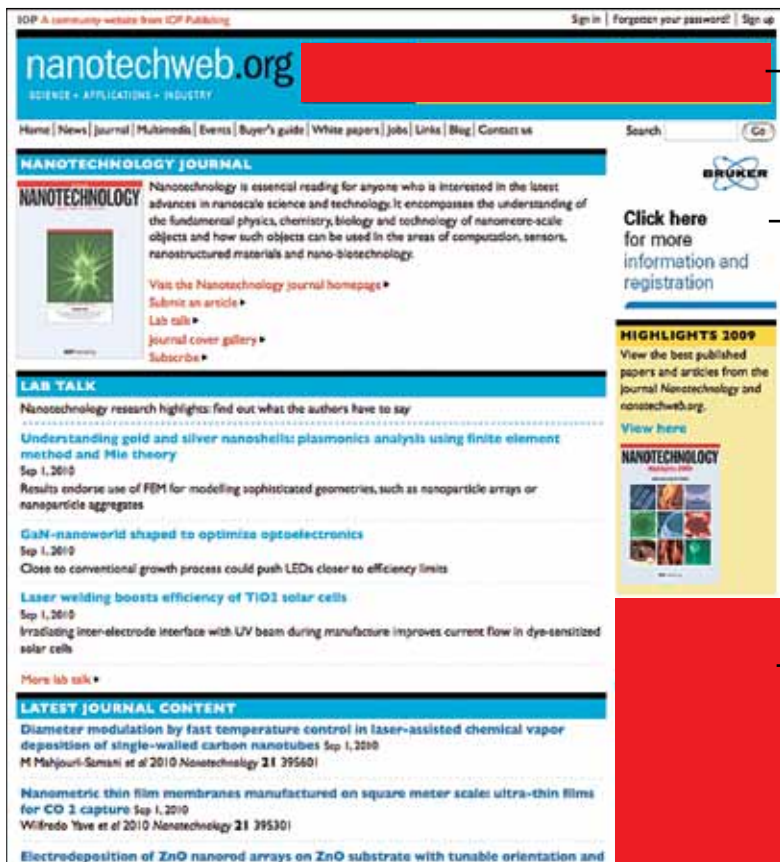 IOP A community website from IOP Publishing
Sign in | Forgotten your password? | Sign up
nanotechweb.org
SCIENCE • APPLICATIONS • INDUSTRY
Home | News | Journal | Multimedia | Events | Buyer's guide | White papers | Jobs | Links | Blog | Contact us
Search
Go
NANOTECHNOLOGY JOURNAL
NANOTECHNOLOGY
Nanotechnology is essential reading for anyone who is interested in the latest
advances in nanoscale science and technology. It encompasses the understanding of
the fundamental physics, chemistry, biology and technology of nanometre-scale
objects and how such objects can be used in the areas of computation, sensors,
nanostructured materials and nano-biotechnology.
Visit the Nanotechnology journal homepage
Submit an article
Lab talk
Journal cover gallery
Subscribe
LAB TALK
Nanotechnology research highlights: find out what the authors have to say
Understanding gold and silver nanoshells: plasmonics analysis using finite element
method and Mie theory
Sep 1, 2010
Results endorse use of FEM for modelling sophisticated geometries, such as nanoparticle arrays or
nanoparticle aggregates
GaN-nanoworld shaped to optimize optoelectronics
Sep 1, 2010
Close to conventional growth process could push LEDs closer to efficiency limits
Laser welding boosts efficiency of TiO2 solar cells
Sep 1, 2010
Irradiating inter-electrode interface with UV beam during manufacture improves current flow in dye-sensitized
solar cells
More lab talk
LATEST JOURNAL CONTENT
Diameter modulation by fast temperature control in laser-assisted chemical vapor
deposition of single-walled carbon nanotubes Sep 1, 2010
M Mahjouri-Samani et al 2010 Nanotechnology 21 395601
Nanometric thin film membranes manufactured on square meter scale: ultra-thin films
for CO 2 capture Sep 1, 2010
Wilfredo Yave et al 2010 Nanotechnology 21 395301
Electrodeposition of ZnO nanorod arrays on ZnO substrate with tunable orientation and
BRUKER
Click here
for more
information and
registration
HIGHLIGHTS 2009
View the best published
papers and articles from the
journal Nanotechnology and
nanotechweb.org.
View here
NANOTECHNOLOGY
Highlights 2009